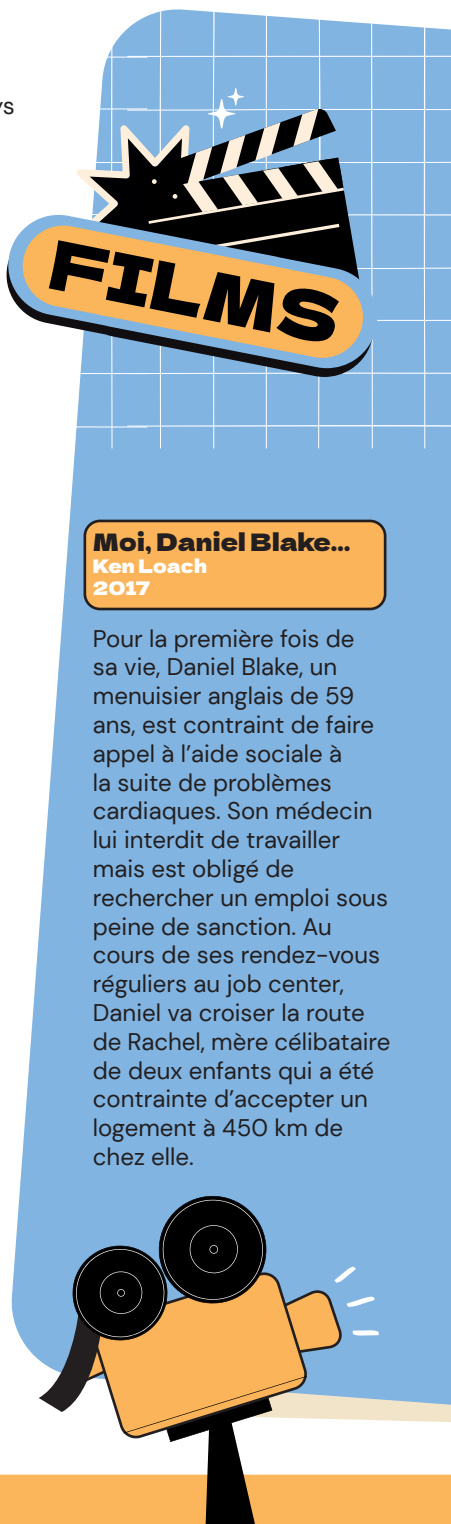 FILMS
Moi, Daniel Blake...
Ken Loach
2017
Pour la première fois de
sa vie, Daniel Blake, un
menuisier anglais de 59
ans, est contraint de faire
appel à l’aide sociale à
la suite de problèmes
cardiaques. Son médecin
lui interdit de travailler
mais est obligé de
rechercher un emploi sous
peine de sanction. Au
cours de ses rendez-vous
réguliers au job center,
Daniel va croiser la route
de Rachel, mère célibataire
de deux enfants qui a été
contrainte d’accepter un
logement à 450 km de
chez elle.